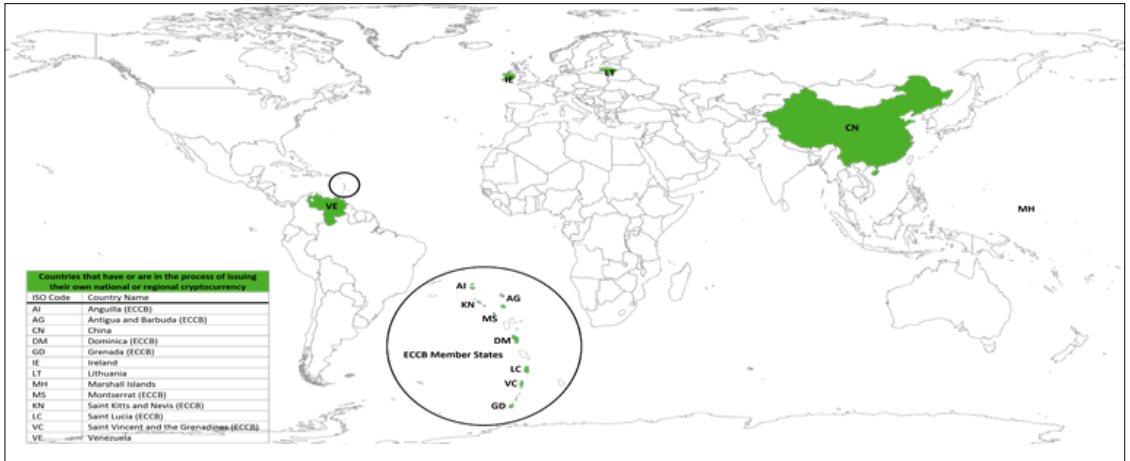 IE
LT
CN
MH
VE
Countries that have or are in the process of issuing
their own national or regional cryptocurrency
ISO Code Country Name
AI Anguilla (ECCB)
AG Antigua and Barbuda (ECCB)
CN China
DM Dominica (ECCB)
GD Grenada (ECCB)
IE Ireland
LT Lithuania
MH Marshall Islands
MS Montserrat (ECCB)
KN Saint Kitts and Nevis (ECCB)
LC Saint Lucia (ECCB)
VC Saint Vincent and the Grenadines (ECCB)
VE Venezuela
AI
AG
KN
MS
DM
ECCB Member States
LC
VC
GD